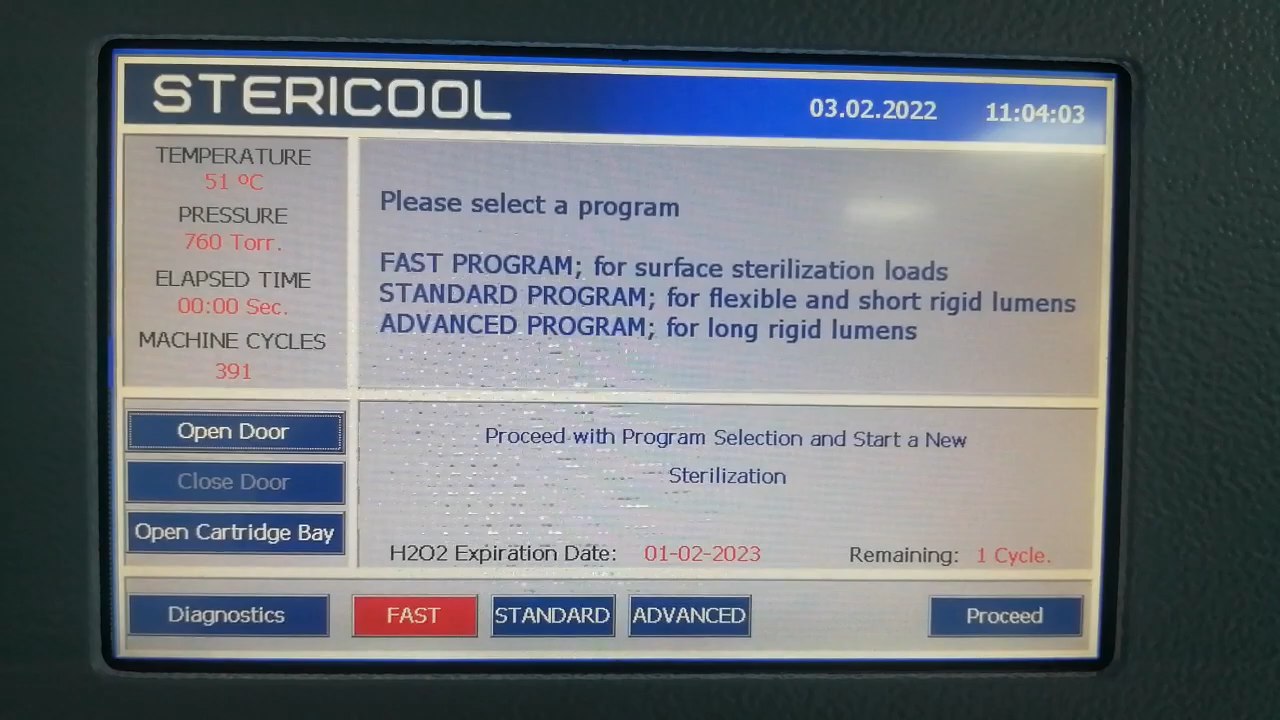 STERICOOL
03.02.2022 11:04:03
TEMPERATURE
51 ºC
PRESSURE
760 Torr.
ELAPSED TIME
00:00 Sec.
MACHINE CYCLES
391
Please select a program
FAST PROGRAM; for surface sterilization loads
STANDARD PROGRAM; for flexible and short rigid lumens
ADVANCED PROGRAM; for long rigid lumens
Open Door
Close Door
Open Cartridge Bay
Proceed with Program Selection and Start a New
Sterilization
H2O2 Expiration Date: 01-02-2023 Remaining: 1 Cycle.
Diagnostics FAST STANDARD ADVANCED Proceed